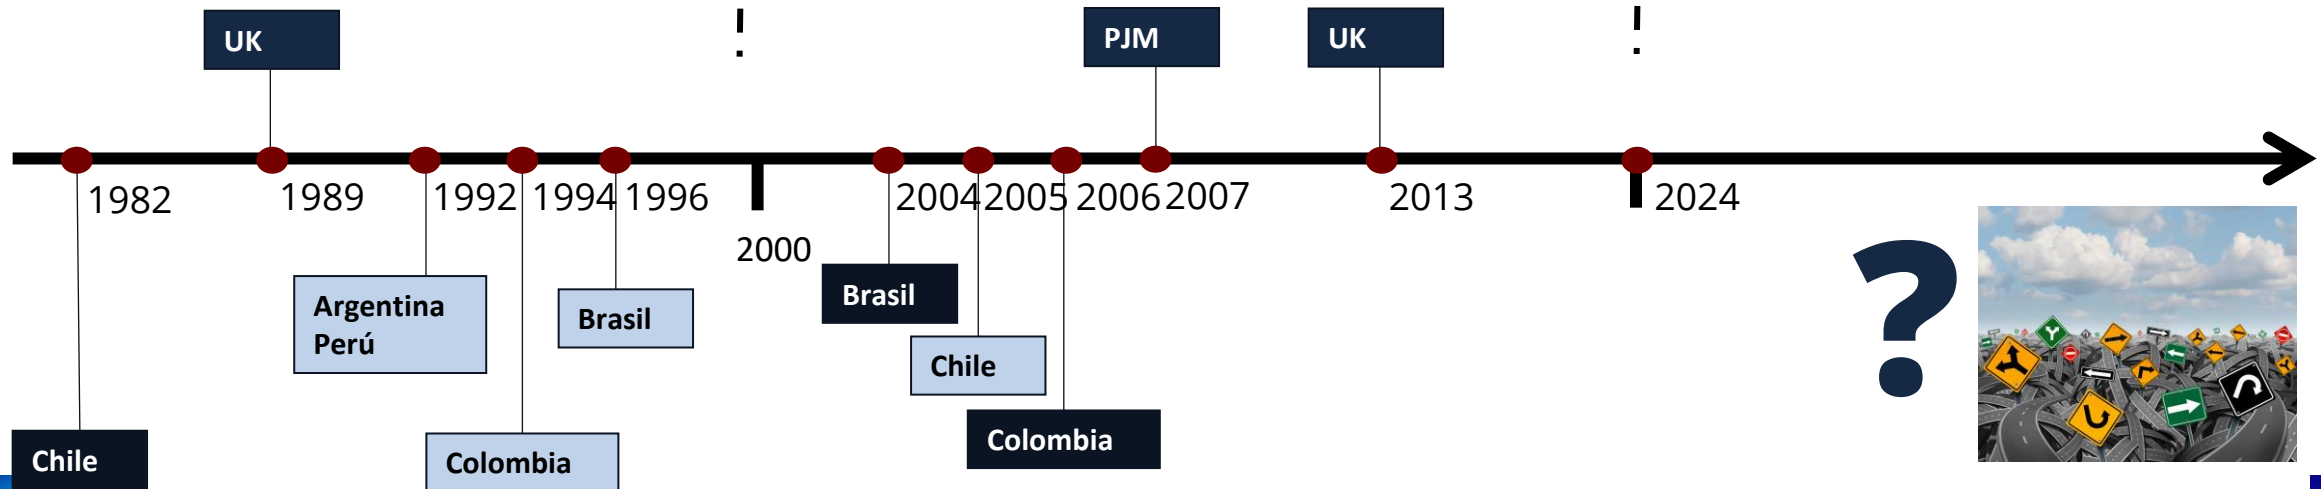 UK
!
PJM
UK
!
1982
1989
1992
1994
1996
2000
2004
2005
2006
2007
2013
2024
Argentina
Perú
Brasil
Brasil
Chile
Colombia
Chile
Colombia
?